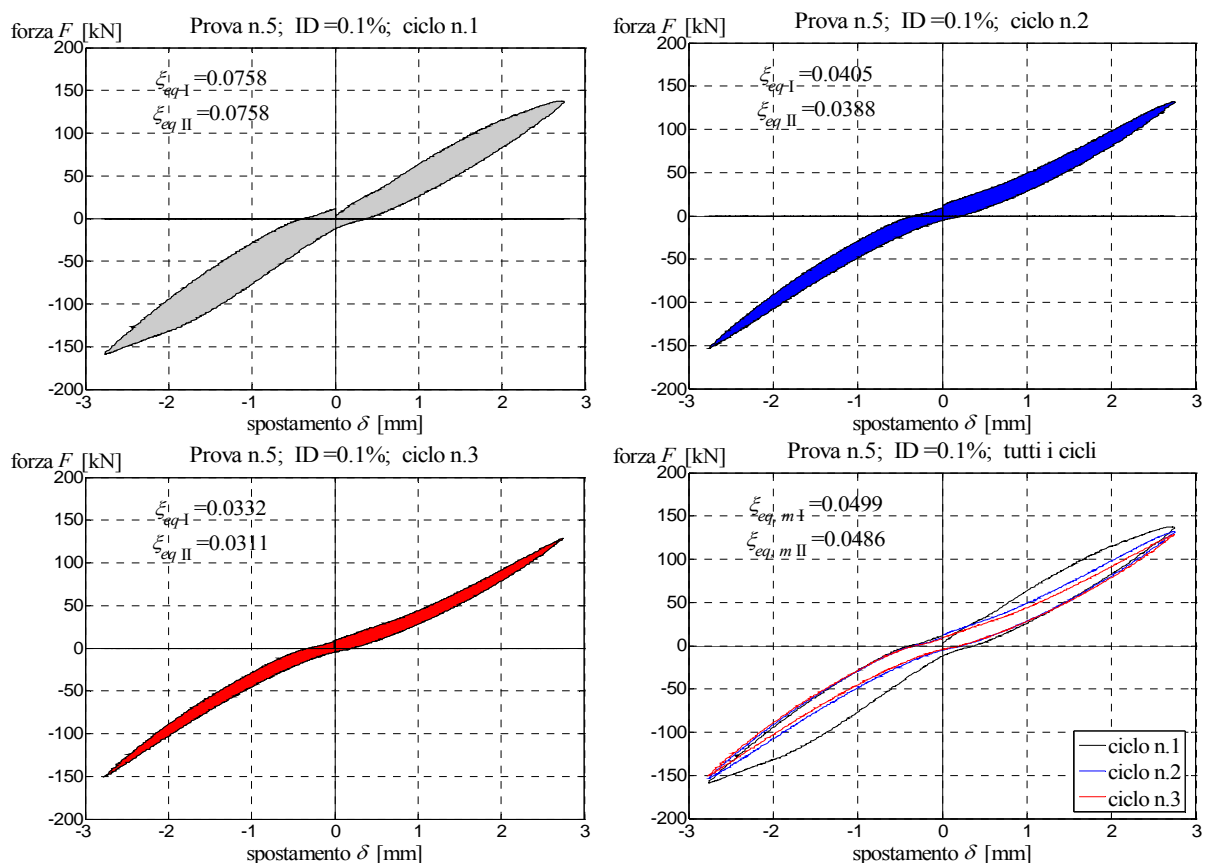 forza F [kN]
Prova n.5; ID =0.1%; ciclo n.1
ξeq I =0.0758
ξeq II =0.0758
200
150
100
50
0
-50
-100
-150
-200
-3 -2 -1 0 1 2 3
spostamento δ [mm]
forza F [kN]
Prova n.5; ID =0.1%; ciclo n.2
ξeq I =0.0405
ξeq II =0.0388
200
150
100
50
0
-50
-100
-150
-200
-3 -2 -1 0 1 2 3
spostamento δ [mm]
forza F [kN]
Prova n.5; ID =0.1%; ciclo n.3
ξeq I =0.0332
ξeq II =0.0311
200
150
100
50
0
-50
-100
-150
-200
-3 -2 -1 0 1 2 3
spostamento δ [mm]
forza F [kN]
Prova n.5; ID =0.1%; tutti i cicli
ξeq, m I =0.0499
ξeq, m II =0.0486
200
150
100
50
0
-50
-100
-150
-200
-3 -2 -1 0 1 2 3
spostamento δ [mm]
ciclo n.1
ciclo n.2
ciclo n.3